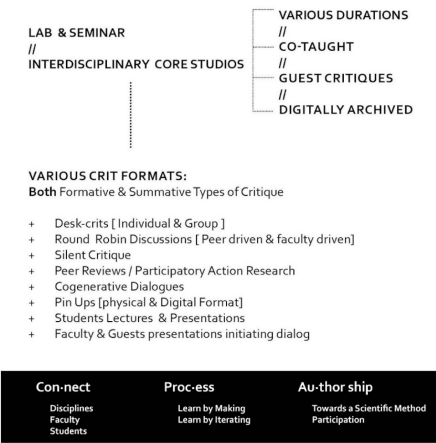 LAB & SEMINAR
//
INTERDISCIPLINARY CORE STUDIOS
VARIOUS DURATIONS
//
CO-TAUGHT
//
GUEST CRITIQUES
//
DIGITALLY ARCHIVED
VARIOUS CRIT FORMATS:
Both Formative & Summative Types of Critique
+ Desk-crits [ Individual & Group ]
+ Round Robin Discussions [ Peer driven & faculty driven]
+ Silent Critique
+ Peer Reviews / Participatory Action Research
+ Cogenerative Dialogues
+ Pin Ups [physical & Digital Format]
+ Students Lectures & Presentations
+ Faculty & Guests presentations initiating dialog
Con·nect
Disciplines
Faculty
Students
Proc·ess
Learn by Making
Learn by Iterating
Au·thor ship
Towards a Scientific Method
Participation